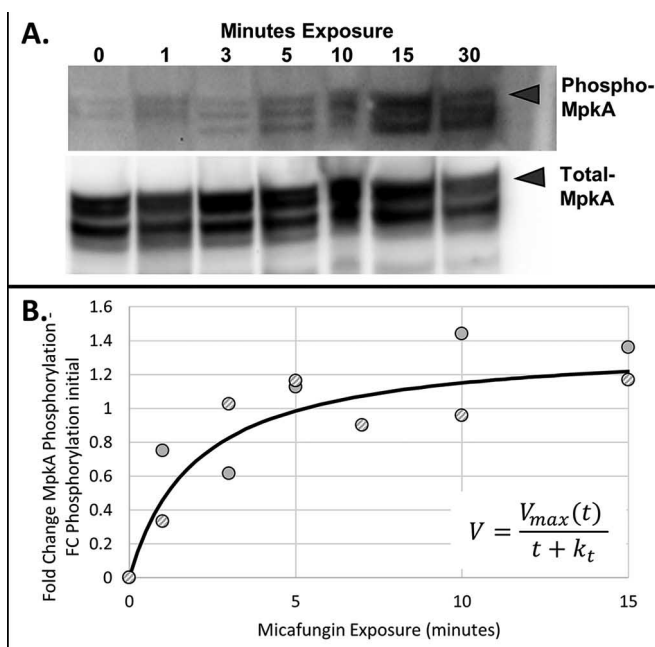 A.
Minutes Exposure
0 1 3 5 10 15 30
Phospho-
MpkA
Total-
MpkA
B.
Fold Change MpkA Phosphorylation -
FC Phosphorylation initial
1.6
1.4
1.2
1
0.8
0.6
0.4
0.2
0
V = Vmax(t) / t + kt
0 5 10 15
Micafungin Exposure (minutes)